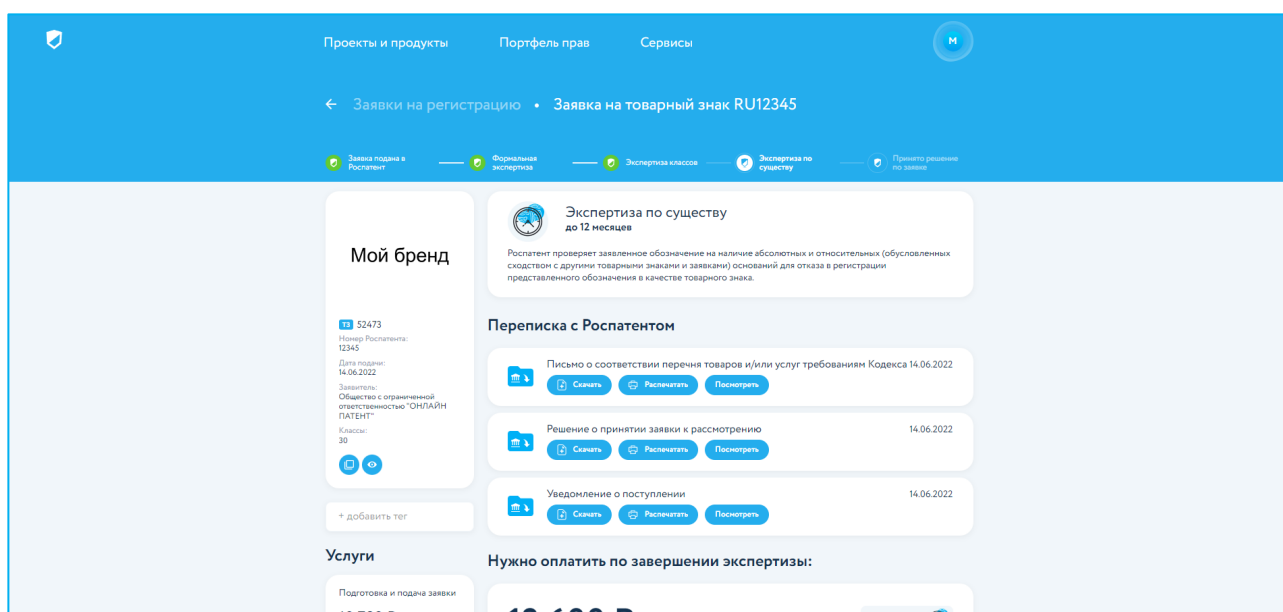 Проекты и продукты
Портфель прав
Сервисы
М
← Заявки на регистрацию • Заявка на товарный знак RU12345
Заявка подана в
Роспатент
Формальная
экспертиза
Экспертиза классов
Экспертиза по
существу
Принято решение
по заявке
Мой бренд
ТЗ 52473
Номер Роспатента:
12345
Дата подачи:
14.06.2022
Заявитель:
Общество с ограниченной
ответственностью "ОНЛАЙН
ПАТЕНТ"
Классы:
30
+ добавить тег
Услуги
Подготовка и подача заявки
Экспертиза по существу
до 12 месяцев
Роспатент проверяет заявленное обозначение на наличие абсолютных и относительных (обусловленных
сходством с другими товарными знаками и заявками) оснований для отказа в регистрации
представленного обозначения в качестве товарного знака.
Переписка с Роспатентом
Письмо о соответствии перечня товаров и/или услуг требованиям Кодекса 14.06.2022
Скачать Распечатать Посмотреть
Решение о принятии заявки к рассмотрению 14.06.2022
Скачать Распечатать Посмотреть
Уведомление о поступлении 14.06.2022
Скачать Распечатать Посмотреть
Нужно оплатить по завершении экспертизы: